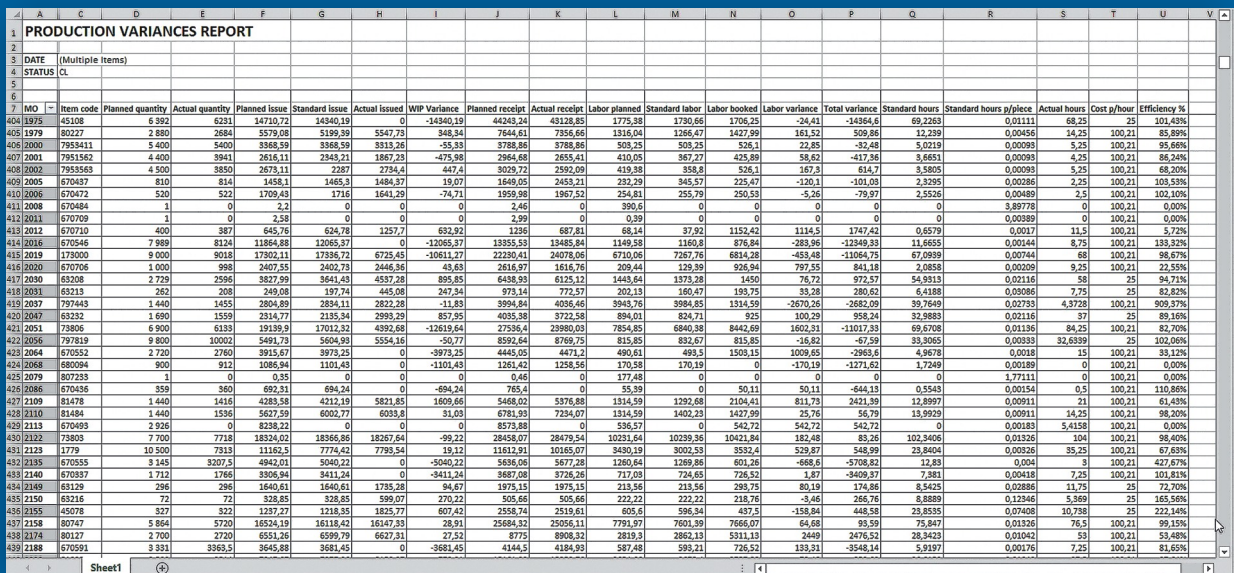 A C D E F G H I J K L M N O P Q R S T U V
1 PRODUCTION VARIANCES REPORT
2
3 DATE (Multiple Items)
4 STATUS CL
5
6
7 MO Item code Planned quantity Actual quantity Planned issue Standard issue Actual issued WIP Variance Planned receipt Actual receipt Labor planned Standard labor Labor booked Labor variance Total variance Standard hours Standard hours p/piece Actual hours Cost p/hour Efficiency %
404 1975 45108 6 392 6231 14710,72 14340,19 0 -14340,19 44243,24 43128,85 1775,38 1730,66 1706,25 -24,41 -14364,6 69,2263 0,01111 68,25 25 101,43%
405 1979 80227 2 880 2684 5579,08 5199,39 5547,73 348,34 7644,61 7356,66 1316,04 1266,47 1427,99 161,52 509,86 12,239 0,00456 14,25 100,21 85,89%
406 2000 7953411 5 400 5400 3368,59 3368,59 3313,26 -55,33 3788,86 3788,86 503,25 503,25 526,1 22,85 -32,48 5,0219 0,00093 5,25 100,21 95,66%
407 2001 7951562 4 400 3941 2616,11 2343,21 1867,23 -475,98 2964,68 2655,41 410,05 367,27 425,89 58,62 -417,36 3,6651 0,00093 4,25 100,21 86,24%
408 2002 7953563 4 500 3850 2673,11 2287 2734,4 447,4 3029,72 2592,09 419,38 358,8 526,1 167,3 614,7 3,5805 0,00093 5,25 100,21 68,20%
409 2005 670437 810 814 1458,1 1465,3 1484,37 19,07 1649,05 2453,21 232,29 345,57 225,47 -120,1 -101,03 2,3295 0,00286 2,25 100,21 103,53%
410 2006 670472 520 522 1709,43 1716 1641,29 -74,71 1959,98 1967,52 254,81 255,79 250,53 -5,26 -79,97 2,5526 0,00489 2,5 100,21 102,10%
411 2008 670484 1 0 2,2 0 0 0 2,46 0 390,6 0 0 0 0 0 3,89778 0 100,21 0,00%
412 2011 670709 1 0 2,58 0 0 0 2,99 0 0,39 0 0 0 0 0 0,00389 0 100,21 0,00%
413 2012 670710 400 387 645,76 624,78 1257,7 632,92 1236 687,81 68,14 37,92 1152,42 1114,5 1747,42 0,6579 0,0017 11,5 100,21 5,72%
414 2016 670546 7 989 8124 11864,88 12065,37 0 -12065,37 13355,53 13485,84 1149,58 1160,8 876,84 -283,96 -12349,33 11,6655 0,00144 8,75 100,21 133,32%
415 2019 173000 9 000 9018 17302,11 17336,72 6725,45 -10611,27 22230,41 24078,06 6710,06 7267,76 6814,28 -453,48 -11064,75 67,0939 0,00744 68 100,21 98,67%
416 2020 670706 1 000 998 2407,55 2402,73 2446,36 43,63 2616,97 1616,76 209,44 129,39 926,94 797,55 841,18 2,0858 0,00209 9,25 100,21 22,55%
417 2030 63208 2 729 2596 3827,99 3641,43 4537,28 895,85 6438,93 6125,12 1443,64 1373,28 1450 76,72 972,57 54,9313 0,02116 58 25 94,71%
418 2031 63213 262 208 249,08 197,74 445,08 247,34 973,14 772,57 202,13 160,47 193,75 33,28 280,62 6,4188 0,03086 7,75 25 82,82%
419 2037 797443 1 440 1455 2804,89 2834,11 2822,28 -11,83 3994,84 4036,46 3943,76 3984,85 1314,59 -2670,26 -2682,09 39,7649 0,02733 4,3728 100,21 909,37%
420 2047 63232 1 690 1559 2314,77 2135,34 2993,29 857,95 4035,38 3722,58 894,01 824,71 925 100,29 958,24 32,9883 0,02116 37 25 89,16%
421 2051 73806 6 900 6133 19139,9 17012,32 4392,68 -12619,64 27536,4 23980,03 7854,85 6840,38 8442,69 1602,31 -11017,33 69,6708 0,01136 84,25 100,21 82,70%
422 2056 797819 9 800 10002 5491,73 5604,93 5554,16 -50,77 8592,64 8769,75 815,85 832,67 815,85 -16,82 -67,59 33,3065 0,00333 32,6339 25 102,06%
423 2064 670552 2 720 2760 3915,67 3973,25 0 -3973,25 4445,05 4471,2 490,61 493,5 1503,15 1009,65 -2963,6 4,9678 0,0018 15 100,21 33,12%
424 2068 680094 900 912 1086,94 1101,43 0 -1101,43 1261,42 1258,56 170,58 170,19 0 -170,19 -1271,62 1,7249 0,00189 0 100,21 0,00%
425 2079 807233 1 0 0,35 0 0 0 0,46 0 177,48 0 0 0 0 0 1,77111 0 100,21 0,00%
426 2086 670436 359 360 692,31 694,24 0 -694,24 765,4 0 55,39 0 50,11 50,11 -644,13 0,5543 0,00154 0,5 100,21 110,86%
427 2109 81478 1 440 1416 4283,58 4212,19 5821,85 1609,66 5468,02 5376,88 1314,59 1292,68 2104,41 811,73 2421,39 12,8997 0,00911 21 100,21 61,43%
428 2110 81484 1 440 1536 5627,59 6002,77 6033,8 31,03 6781,93 7234,07 1314,59 1402,23 1427,99 25,76 56,79 13,9929 0,00911 14,25 100,21 98,20%
429 2113 670493 2 926 0 8238,22 0 0 0 8573,88 0 536,57 0 542,72 542,72 542,72 0 0,00183 5,4158 100,21 0,00%
430 2122 73803 7 700 7718 18324,02 18366,86 18267,64 -99,22 28458,07 28479,54 10231,64 10239,36 10421,84 182,48 83,26 102,3406 0,01326 104 100,21 98,40%
431 2123 1779 10 500 7313 11162,5 7774,42 7793,54 19,12 11612,91 10165,07 3430,19 3002,53 3532,4 529,87 548,99 23,8404 0,00326 35,25 100,21 67,63%
432 2135 670555 3 145 3207,5 4942,01 5040,22 0 -5040,22 5636,06 5677,28 1260,64 1269,86 601,26 -668,6 -5708,82 12,83 0,004 3 100,21 427,67%
433 2140 670337 1 712 1766 3306,94 3411,24 0 -3411,24 3687,08 3726,26 717,03 724,65 726,52 1,87 -3409,37 7,381 0,00418 7,25 100,21 101,81%
434 2149 63129 296 296 1640,61 1640,61 1735,28 94,67 1975,15 1975,15 213,56 213,56 293,75 80,19 174,86 8,5425 0,02886 11,75 25 72,70%
435 2150 63216 72 72 328,85 328,85 599,07 270,22 505,66 505,66 222,22 222,22 218,76 -3,46 266,76 8,8889 0,12346 5,369 25 165,56%
436 2155 45078 327 322 1237,27 1218,35 1825,77 607,42 2558,74 2519,61 605,6 596,34 437,5 -158,84 448,58 23,8535 0,07408 10,738 25 222,14%
437 2158 80747 5 864 5720 16524,19 16118,42 16147,33 28,91 25684,32 25056,11 7791,97 7601,39 7666,07 64,68 93,59 75,847 0,01326 76,5 100,21 99,15%
438 2174 80127 2 700 2720 6551,26 6599,79 6627,31 27,52 8775 8908,32 2819,3 2862,13 5311,13 2449 2476,52 28,3423 0,01042 53 100,21 53,48%
439 2188 670591 3 331 3363,5 3645,88 3681,45 0 -3681,45 4144,5 4184,93 587,48 593,21 726,52 133,31 -3548,14 5,9197 0,00176 7,25 100,21 81,65%
Sheet1